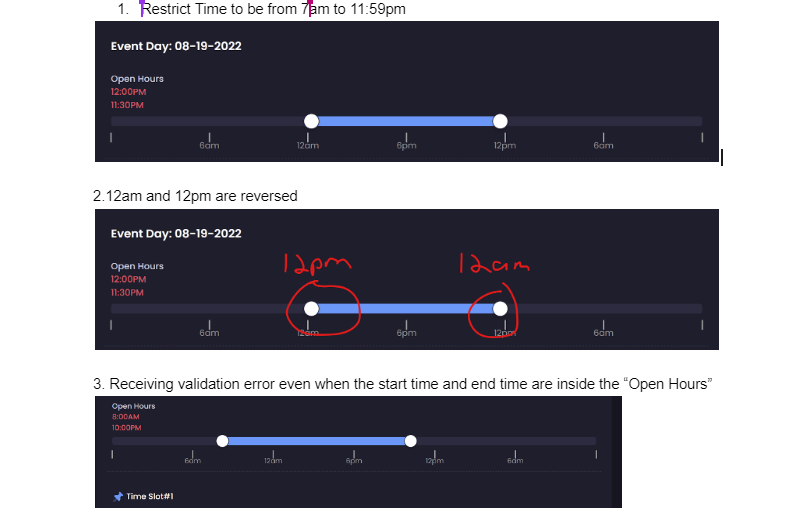 1. Restrict Time to be from 7am to 11:59pm
Event Day: 08-19-2022
Open Hours
12:00PM
11:30PM
6am 12am 6pm 12pm 6am
2.12am and 12pm are reversed
Event Day: 08-19-2022
12pm 12am
Open Hours
12:00PM
11:30PM
6am 12am 6pm 12pm 6am
3. Receiving validation error even when the start time and end time are inside the “Open Hours”
Open Hours
9:00AM
10:00PM
6am 12am 6pm 12pm 6am
Time Slot#1